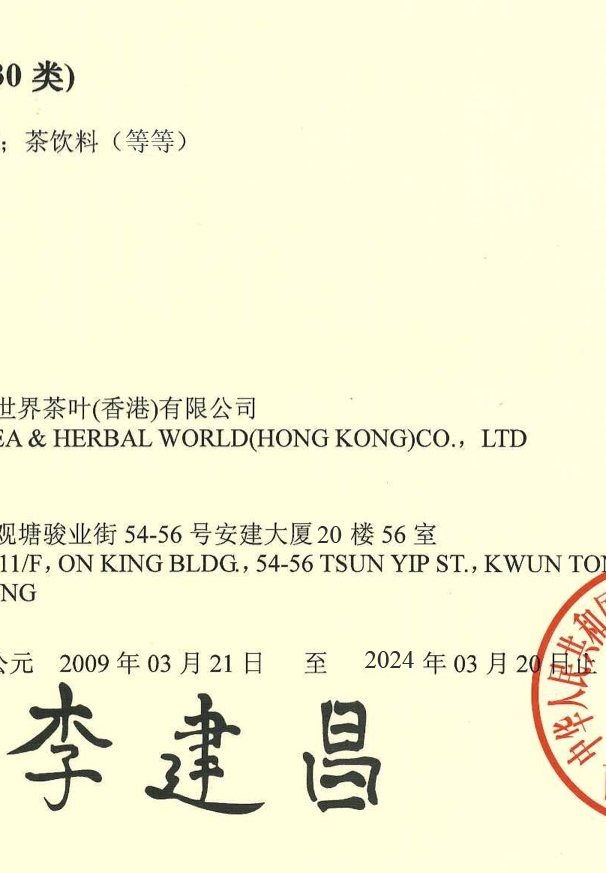 30 类)
；茶饮料（等等）
世界茶叶(香港)有限公司
EA & HERBAL WORLD(HONG KONG)CO.，LTD
观塘骏业街 54-56 号安建大厦 20 楼 56 室
11/F，ON KING BLDG.，54-56 TSUN YIP ST.，KWUN TON
NG
公元 2009 年 03 月 21 日 至 2024 年 03 月 20 日止
李建昌
中华人民共和国